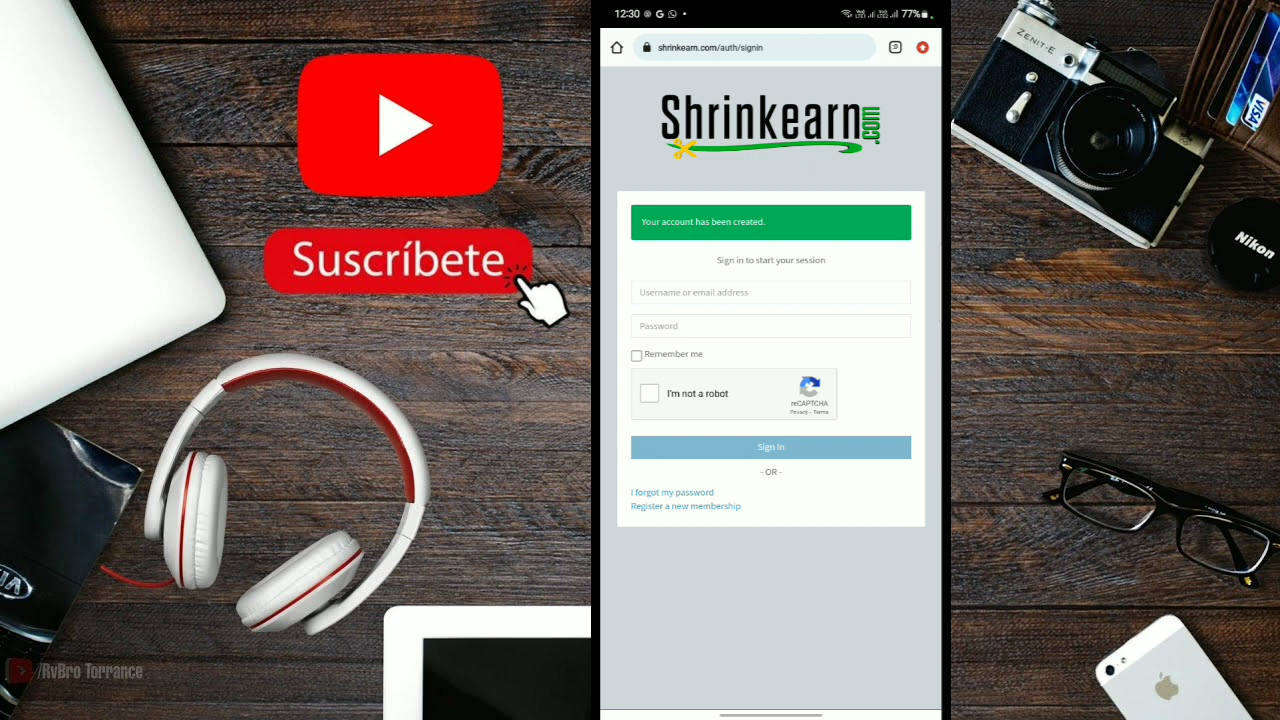 Suscríbete
/RvBro Torrance
KIA
12:30
77%
shrinkearn.com/auth/signin
Shrinkearn.com
Your account has been created.
Sign in to start your session
Username or email address
Password
Remember me
I'm not a robot
reCAPTCHA
Privacy - Terms
Sign In
- OR -
I forgot my password
Register a new membership
ZENIT-E
VISA
Nikon